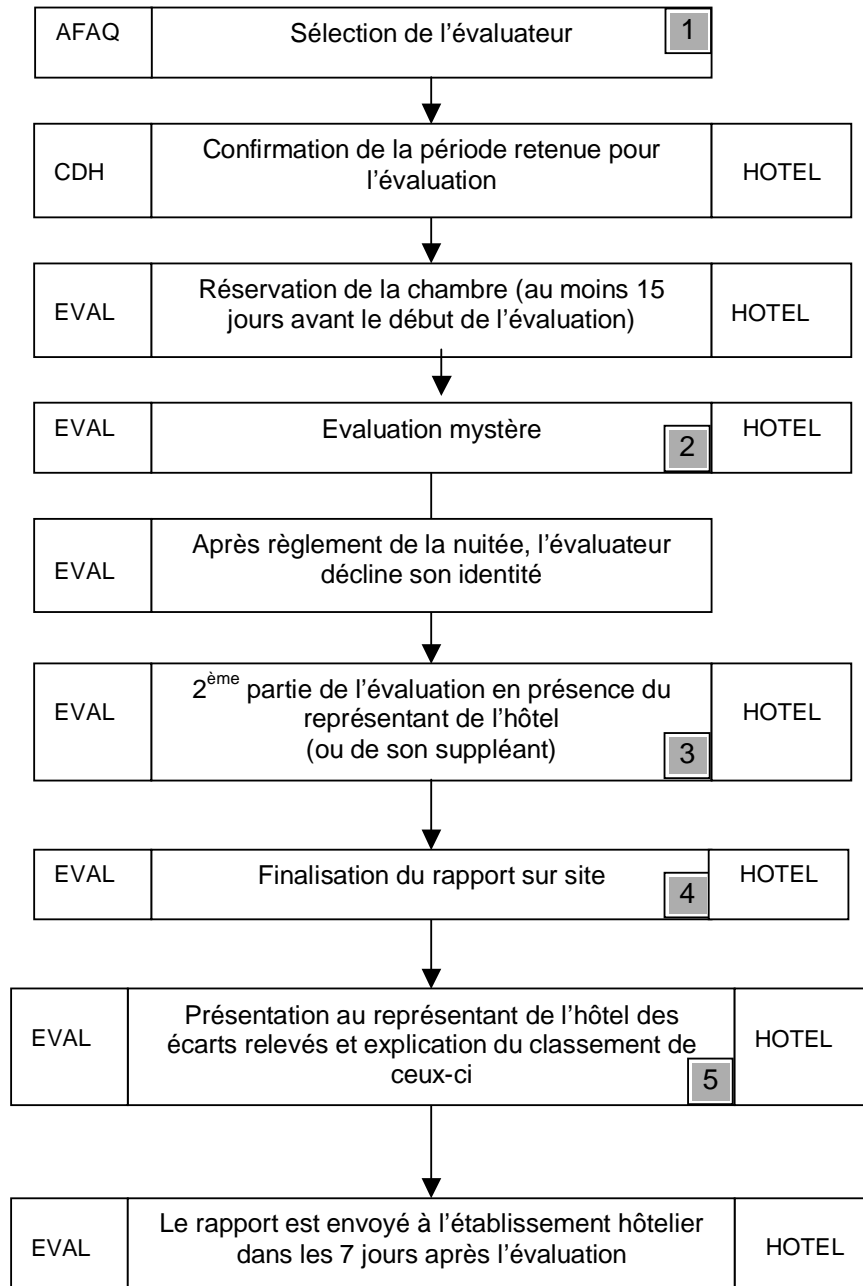 AFAQ
Sélection de l’évaluateur
1
CDH
Confirmation de la période retenue pour
l’évaluation
HOTEL
EVAL
Réservation de la chambre (au moins 15
jours avant le début de l’évaluation)
HOTEL
EVAL
Evaluation mystère
2
HOTEL
EVAL
Après règlement de la nuitée, l’évaluateur
décline son identité
EVAL
2ème partie de l’évaluation en présence du
représentant de l’hôtel
(ou de son suppléant)
3
HOTEL
EVAL
Finalisation du rapport sur site
4
HOTEL
EVAL
Présentation au représentant de l’hôtel des
écarts relevés et explication du classement de
ceux-ci
5
HOTEL
EVAL
Le rapport est envoyé à l’établissement hôtelier
dans les 7 jours après l’évaluation
HOTEL